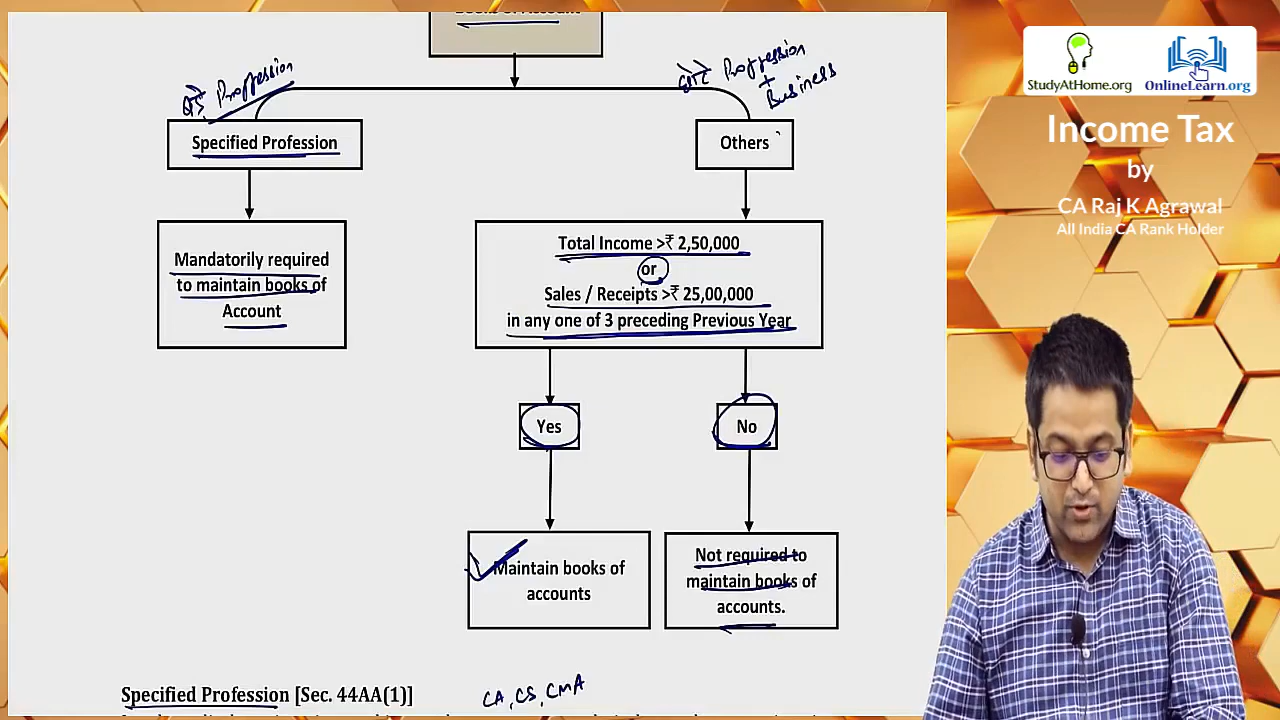 Books of Account
Profession
Profession
+
Business
Specified Profession
Others
Mandatorily required
to maintain books of
Account
Total Income >₹ 2,50,000
or
Sales / Receipts >₹ 25,00,000
in any one of 3 preceding Previous Year
Yes
No
Maintain books of
accounts
Not required to
maintain books of
accounts.
Specified Profession [Sec. 44AA(1)]
CA, CS, CMA
StudyAtHome.org
OnlineLearn.org
Income Tax
by
CA Raj K Agrawal
All India CA Rank Holder